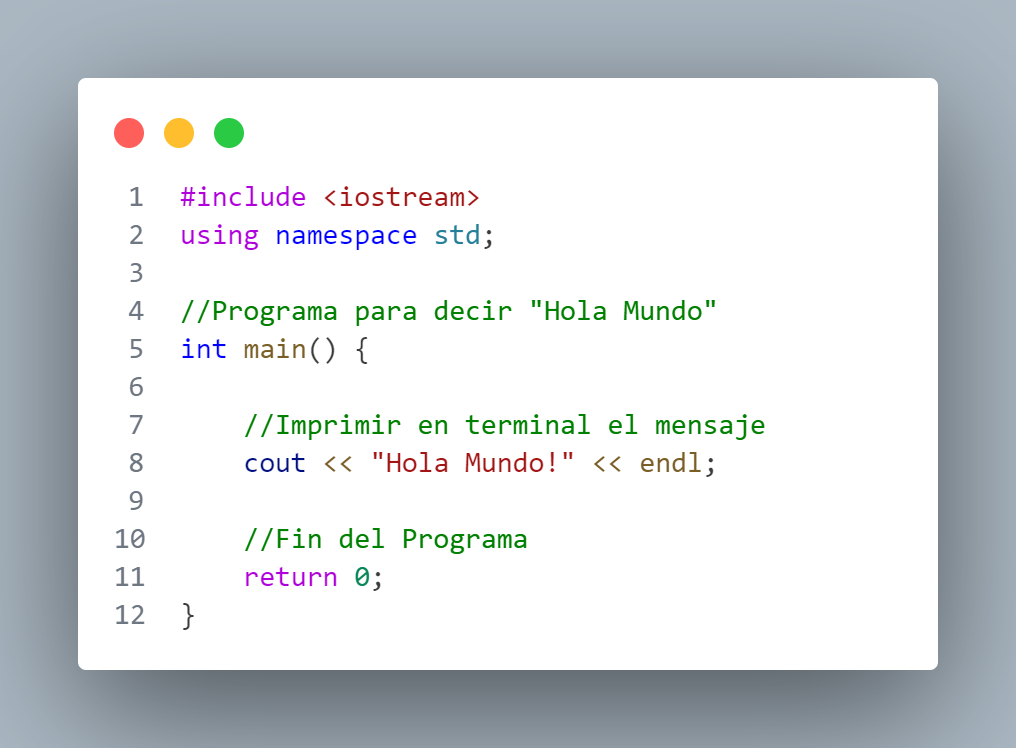 1 #include <iostream>
2 using namespace std;
3
4 //Programa para decir "Hola Mundo"
5 int main() {
6
7     //Imprimir en terminal el mensaje
8     cout << "Hola Mundo!" << endl;
9
10     //Fin del Programa
11     return 0;
12 }